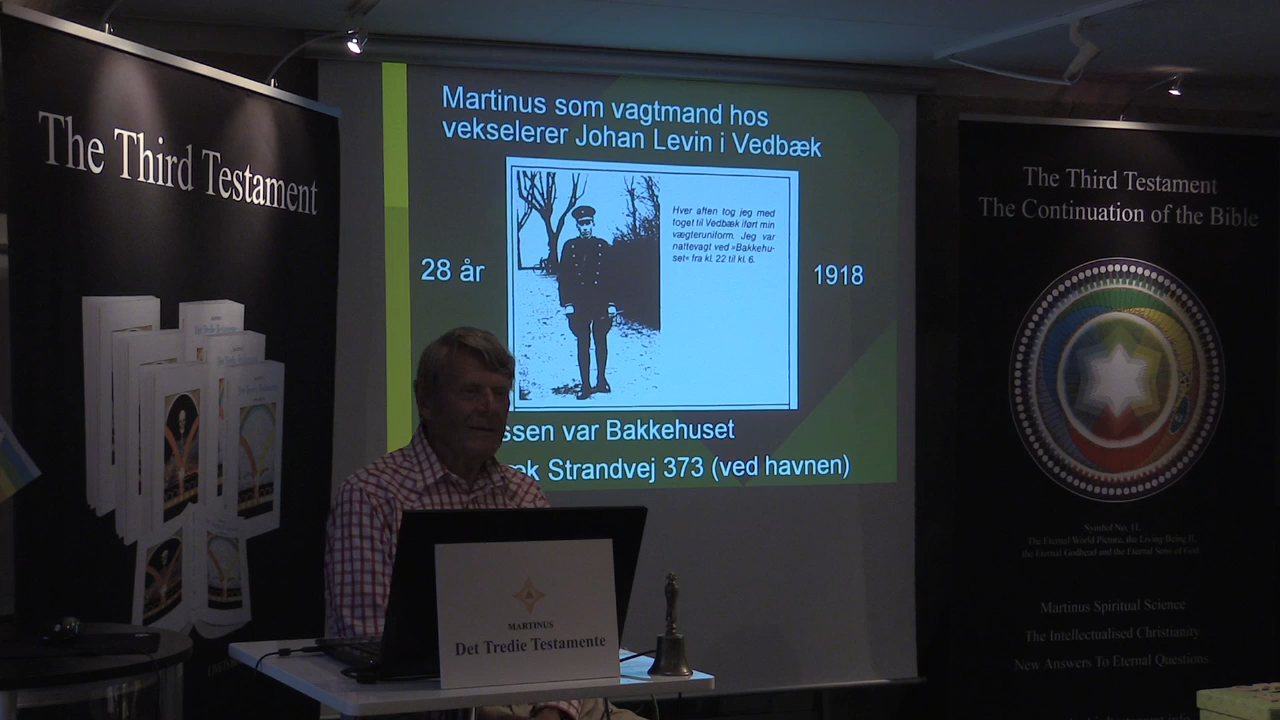 The Third Testament
Martinus som vagtmand hos
vekselerer Johan Levin i Vedbæk
28 år
Hver aften tog jeg med
toget til Vedbæk iført min
vægteruniform. Jeg var
nattevagt ved »Bakkehu-
set« fra kl. 22 til kl. 6.
1918
ssen var Bakkehuset
k Strandvej 373 (ved havnen)
MARTINUS
Det Tredie Testamente
The Third Testament
The Continuation of the Bible
Symbol No. 11.
The Eternal World Picture, the Living Being II,
the Eternal Godhead and the Eternal Sons of God
Martinus Spiritual Science
The Intellectualised Christianity
New Answers To Eternal Questions